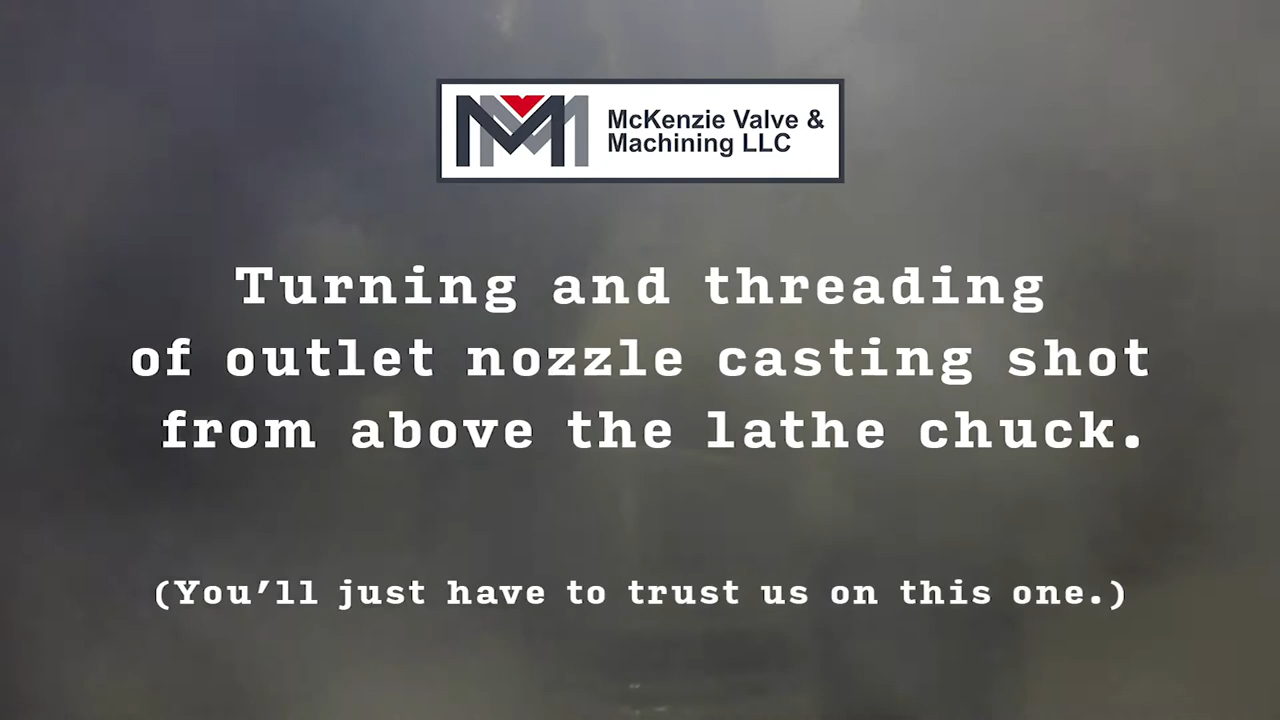 McKenzie Valve &
Machining LLC
Turning and threading
of outlet nozzle casting shot
from above the lathe chuck.
(You’ll just have to trust us on this one.)